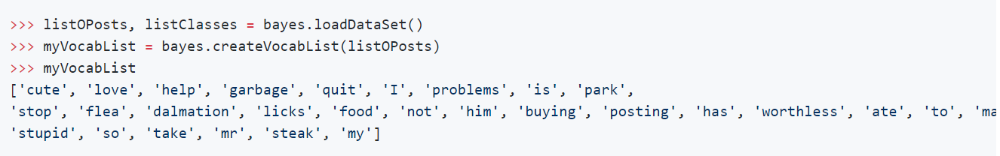 >>> listOPosts, listClasses = bayes.loadDataSet()
>>> myVocabList = bayes.createVocabList(listOPosts)
>>> myVocabList
['cute', 'love', 'help', 'garbage', 'quit', 'I', 'problems', 'is', 'park',
'stop', 'flea', 'dalmation', 'licks', 'food', 'not', 'him', 'buying', 'posting', 'has', 'worthless', 'ate', 'to',
'stupid', 'so', 'take', 'mr', 'steak', 'my']